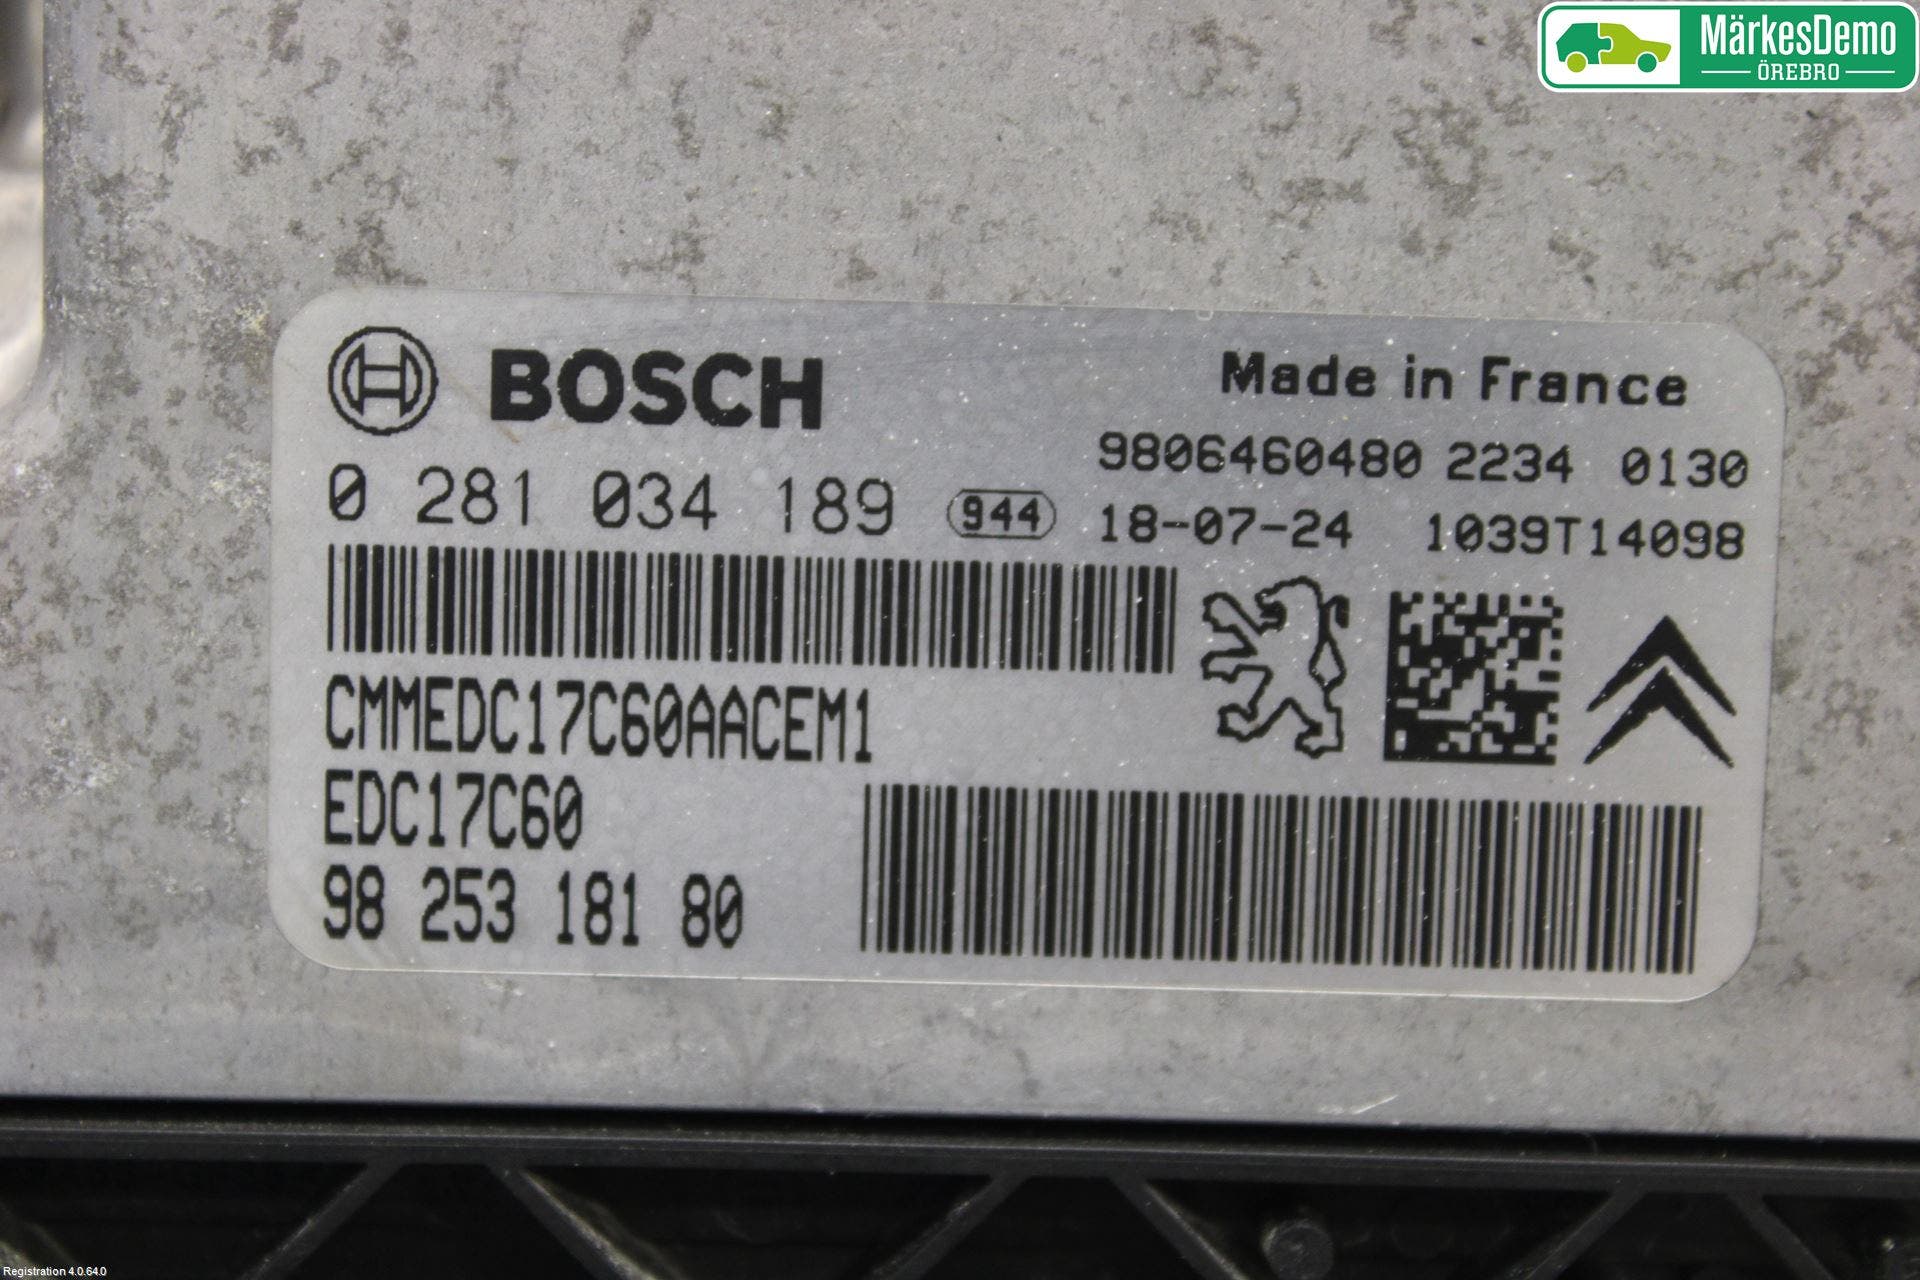 MärkesDemo
ÖREBRO
BOSCH
Made in France
9806460480 2234 0130
0 281 034 189 944 18-07-24 1039T14098
CMMEDC17C60AACEM1
EDC17C60
98 253 181 80
Registration 4.0.64.0